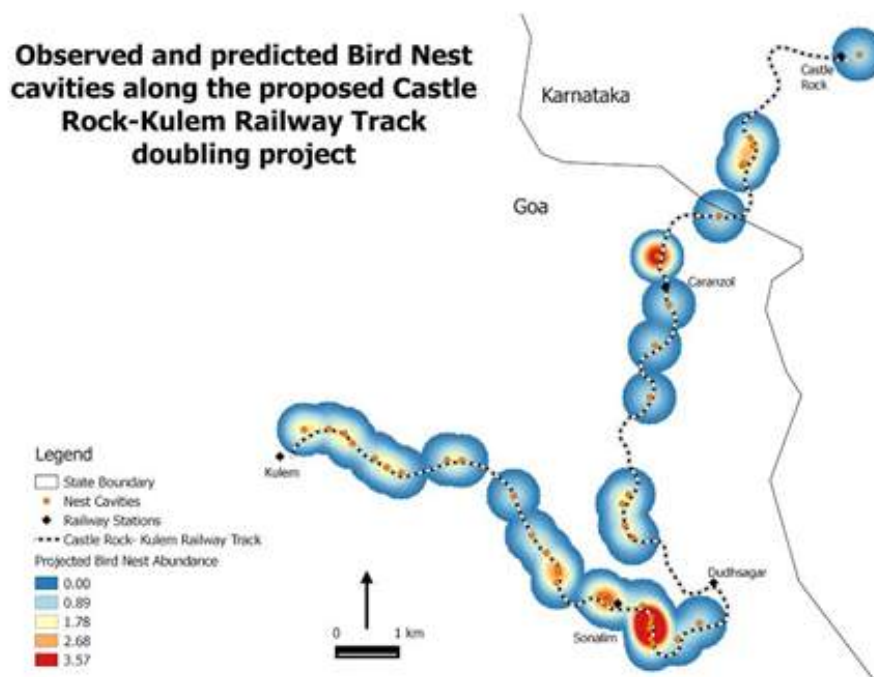 Observed and predicted Bird Nest
cavities along the proposed Castle
Rock-Kulem Railway Track
doubling project
Castle
Rock
Karnataka
Goa
Caranzol
Kulem
Dudhsagar
Sonalim
Legend
State Boundary
Nest Cavities
Railway Stations
Castle Rock- Kulem Railway Track
Projected Bird Nest Abundance
0.00
0.89
1.78
2.68
3.57
0 1 km